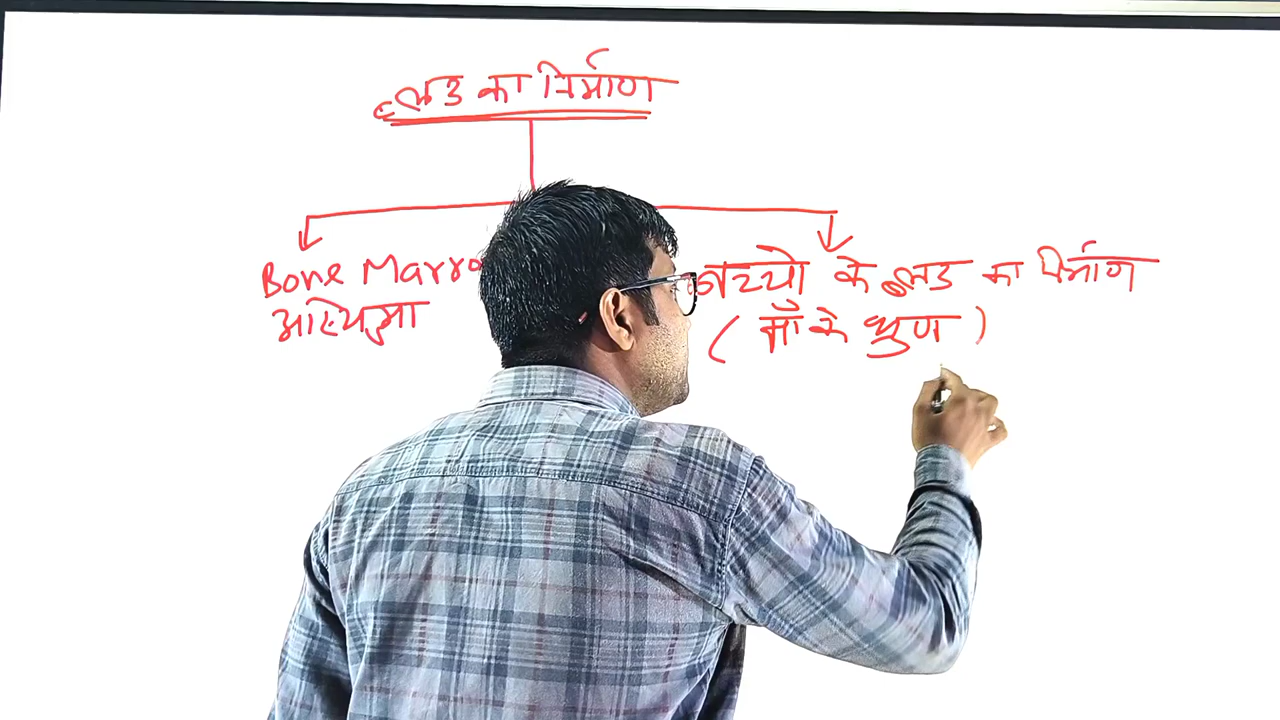 ब्लड का निर्माण
Bone Marro
अस्थिमज्जा
बच्चो के ब्लड का निर्माण
( माँ के भ्रुण )